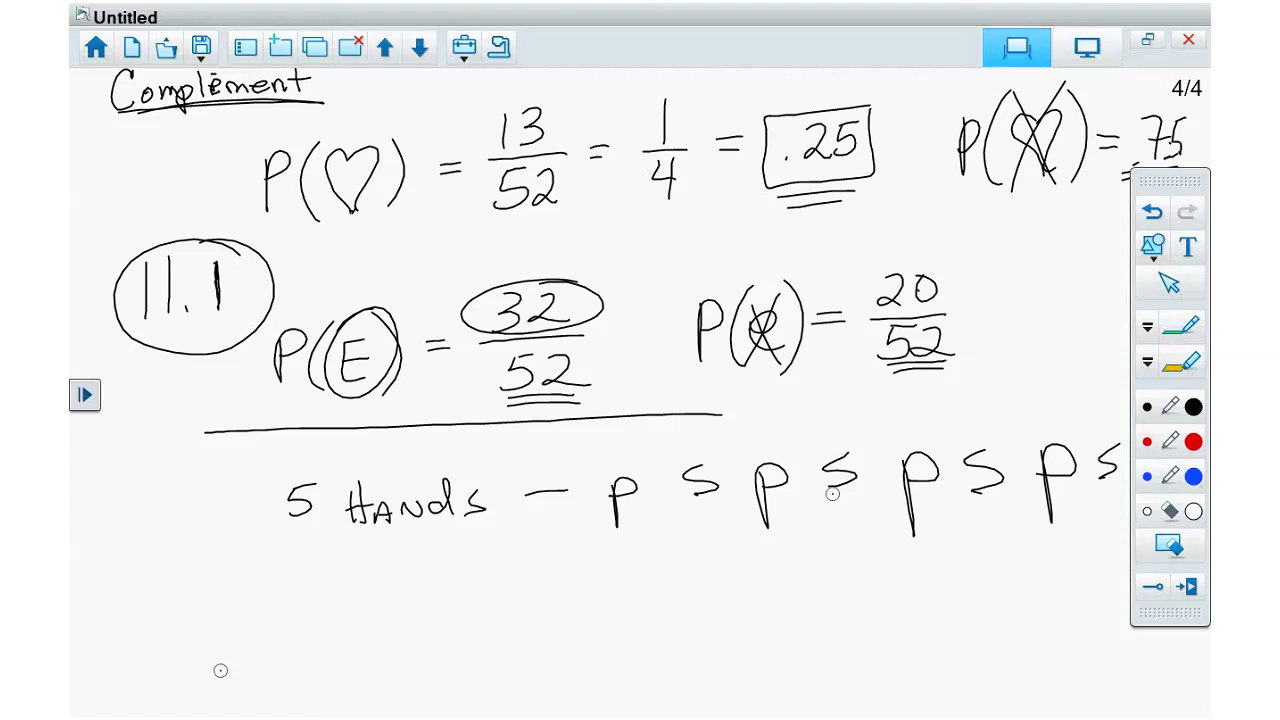 Untitled
4/4
Complement
P(♡) = 13/52 = 1/4 = .25 P(♡) = .75
11.1
P(E) = 32/52 P(E) = 20/52
5 HANDS — P S P S P S P S
T